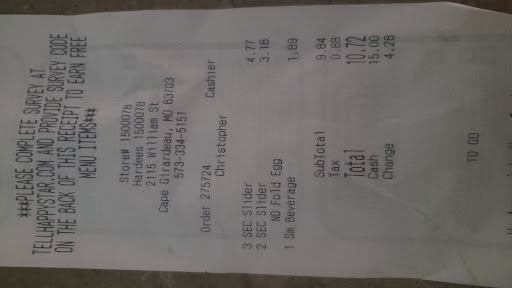 ***PLEASE COMPLETE SURVEY AT
TELLHAPPYSTAR.COM AND PROVIDE SURVEY CODE
ON THE BACK OF THIS RECEIPT TO EARN FREE
MENU ITEMS***
Store# 1500078
Hardees 1500078
2115 William St
Cape Girardeau, MO 63703
573-334-5151
Order 275724 Cashier
Christopher
3 SEC Slider 4.77
2 SEC Slider 3.18
NO Fold Egg
1 Sm Beverage 1.89
SubTotal 9.84
Tax 0.88
Total 10.72
Cash 15.00
Change 4.28
TO GO